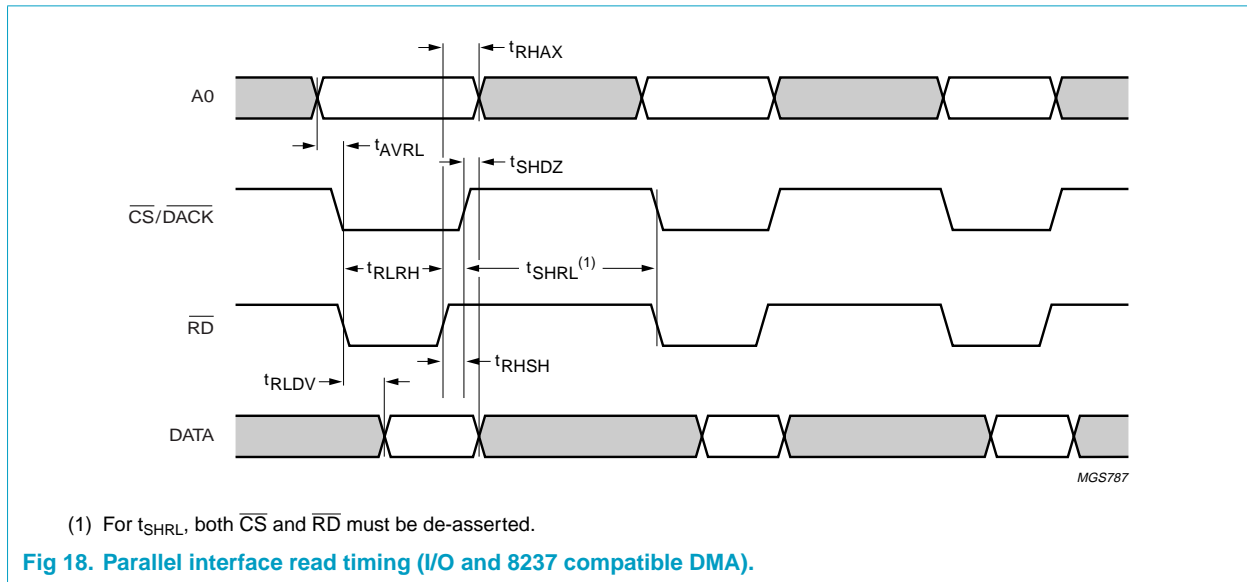 tRHAX
A0
tAVRL
tSHDZ
CS/DACK
tRLRH
tSHRL(1)
RD
tRHSH
tRLDV
DATA
MGS787
(1) For tSHRL, both CS and RD must be de-asserted.
Fig 18. Parallel interface read timing (I/O and 8237 compatible DMA).